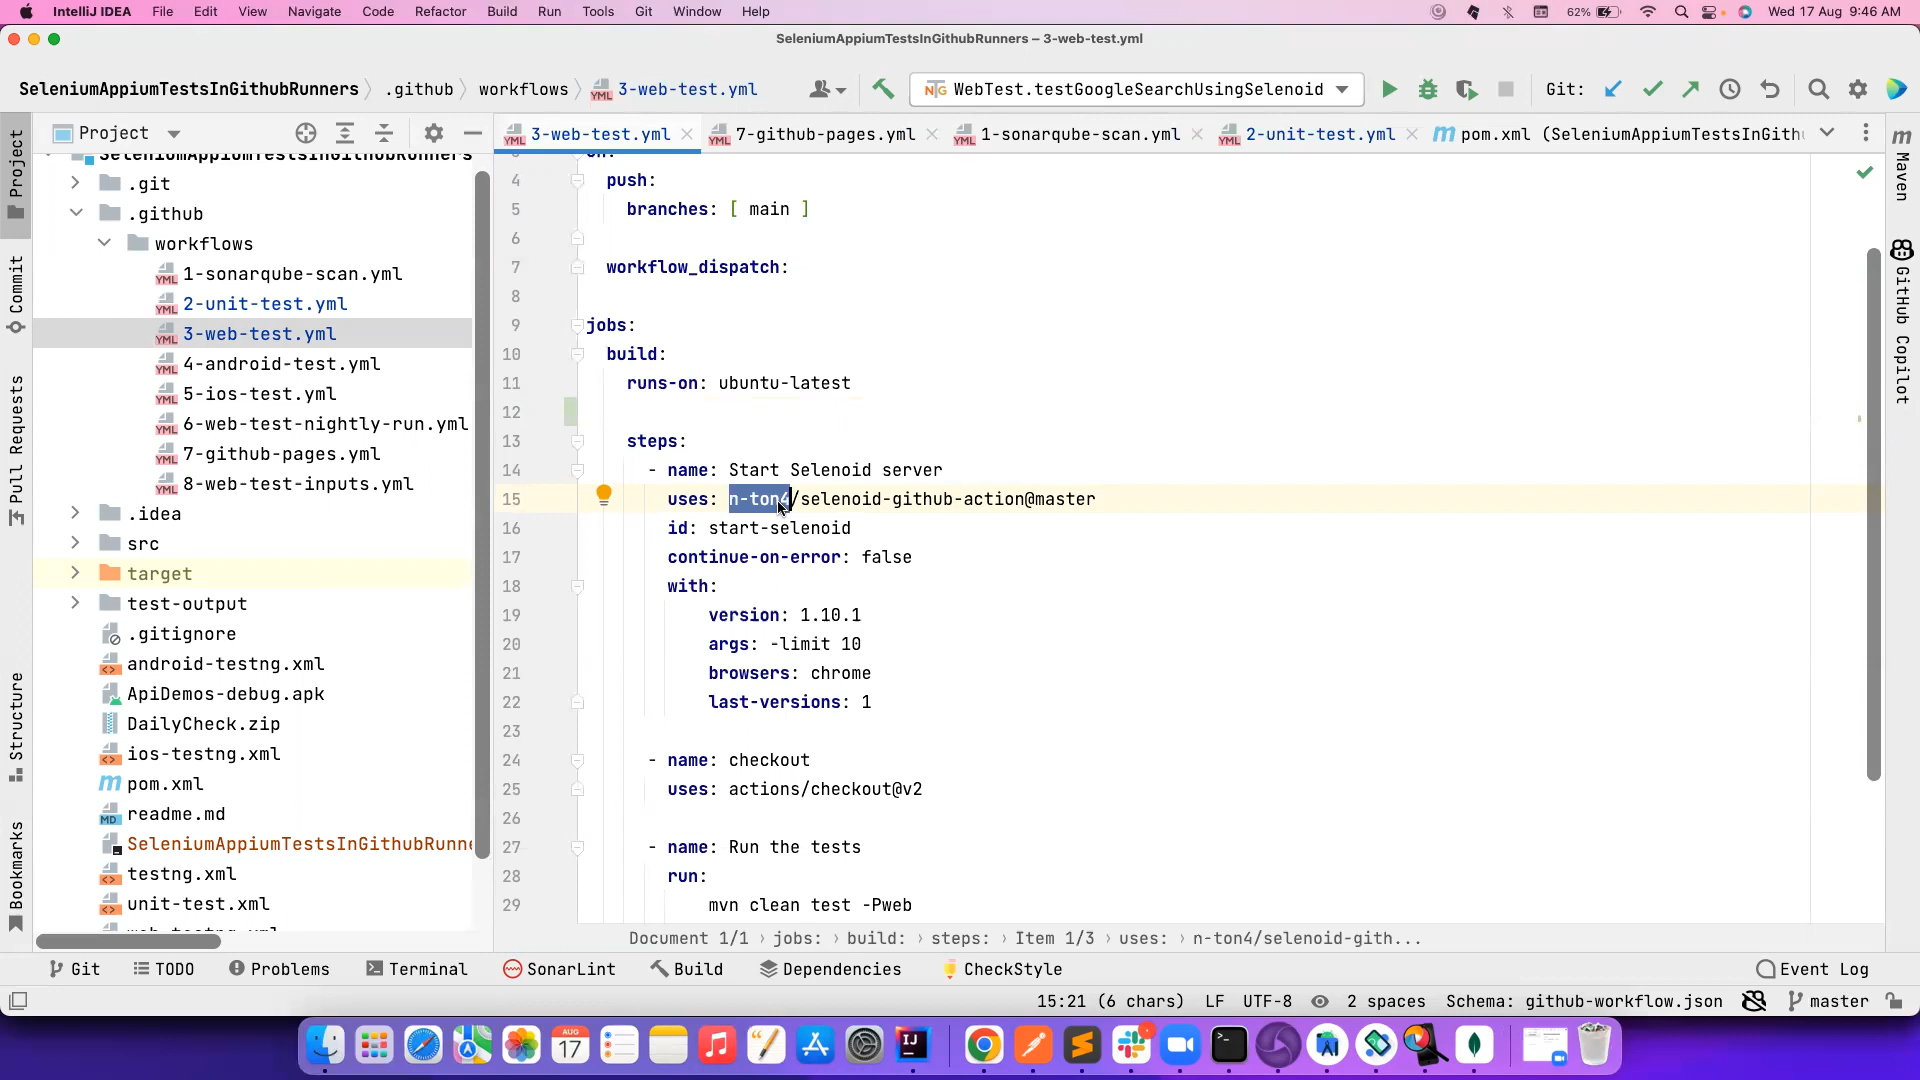 IntelliJ IDEA File Edit View Navigate Code Refactor Build Run Tools Git Window Help 62% Wed 17 Aug 9:46 AM
SeleniumAppiumTestsInGithubRunners – 3-web-test.yml
SeleniumAppiumTestsInGithubRunners .github workflows 3-web-test.yml WebTest.testGoogleSearchUsingSelenoid Git:
Project 3-web-test.yml 7-github-pages.yml 1-sonarqube-scan.yml 2-unit-test.yml pom.xml (SeleniumAppiumTestsInGith
Project
Commit
Pull Requests
Structure
Bookmarks
SeleniumAppiumTestsInGithubRunners
.git
.github
workflows
1-sonarqube-scan.yml
2-unit-test.yml
3-web-test.yml
4-android-test.yml
5-ios-test.yml
6-web-test-nightly-run.yml
7-github-pages.yml
8-web-test-inputs.yml
.idea
src
target
test-output
.gitignore
android-testng.xml
ApiDemos-debug.apk
DailyCheck.zip
ios-testng.xml
pom.xml
readme.md
SeleniumAppiumTestsInGithubRunne
testng.xml
unit-test.xml
4 push:
5 branches: [ main ]
6
7 workflow_dispatch:
8
9 jobs:
10 build:
11 runs-on: ubuntu-latest
12
13 steps:
14 - name: Start Selenoid server
15 uses: n-ton4/selenoid-github-action@master
16 id: start-selenoid
17 continue-on-error: false
18 with:
19 version: 1.10.1
20 args: -limit 10
21 browsers: chrome
22 last-versions: 1
23
24 - name: checkout
25 uses: actions/checkout@v2
26
27 - name: Run the tests
28 run:
29 mvn clean test -Pweb
Maven
GitHub Copilot
Document 1/1 › jobs: › build: › steps: › Item 1/3 › uses: › n-ton4/selenoid-gith...
Git TODO Problems Terminal SonarLint Build Dependencies CheckStyle Event Log
15:21 (6 chars) LF UTF-8 2 spaces Schema: github-workflow.json master
AUG
17
IJ